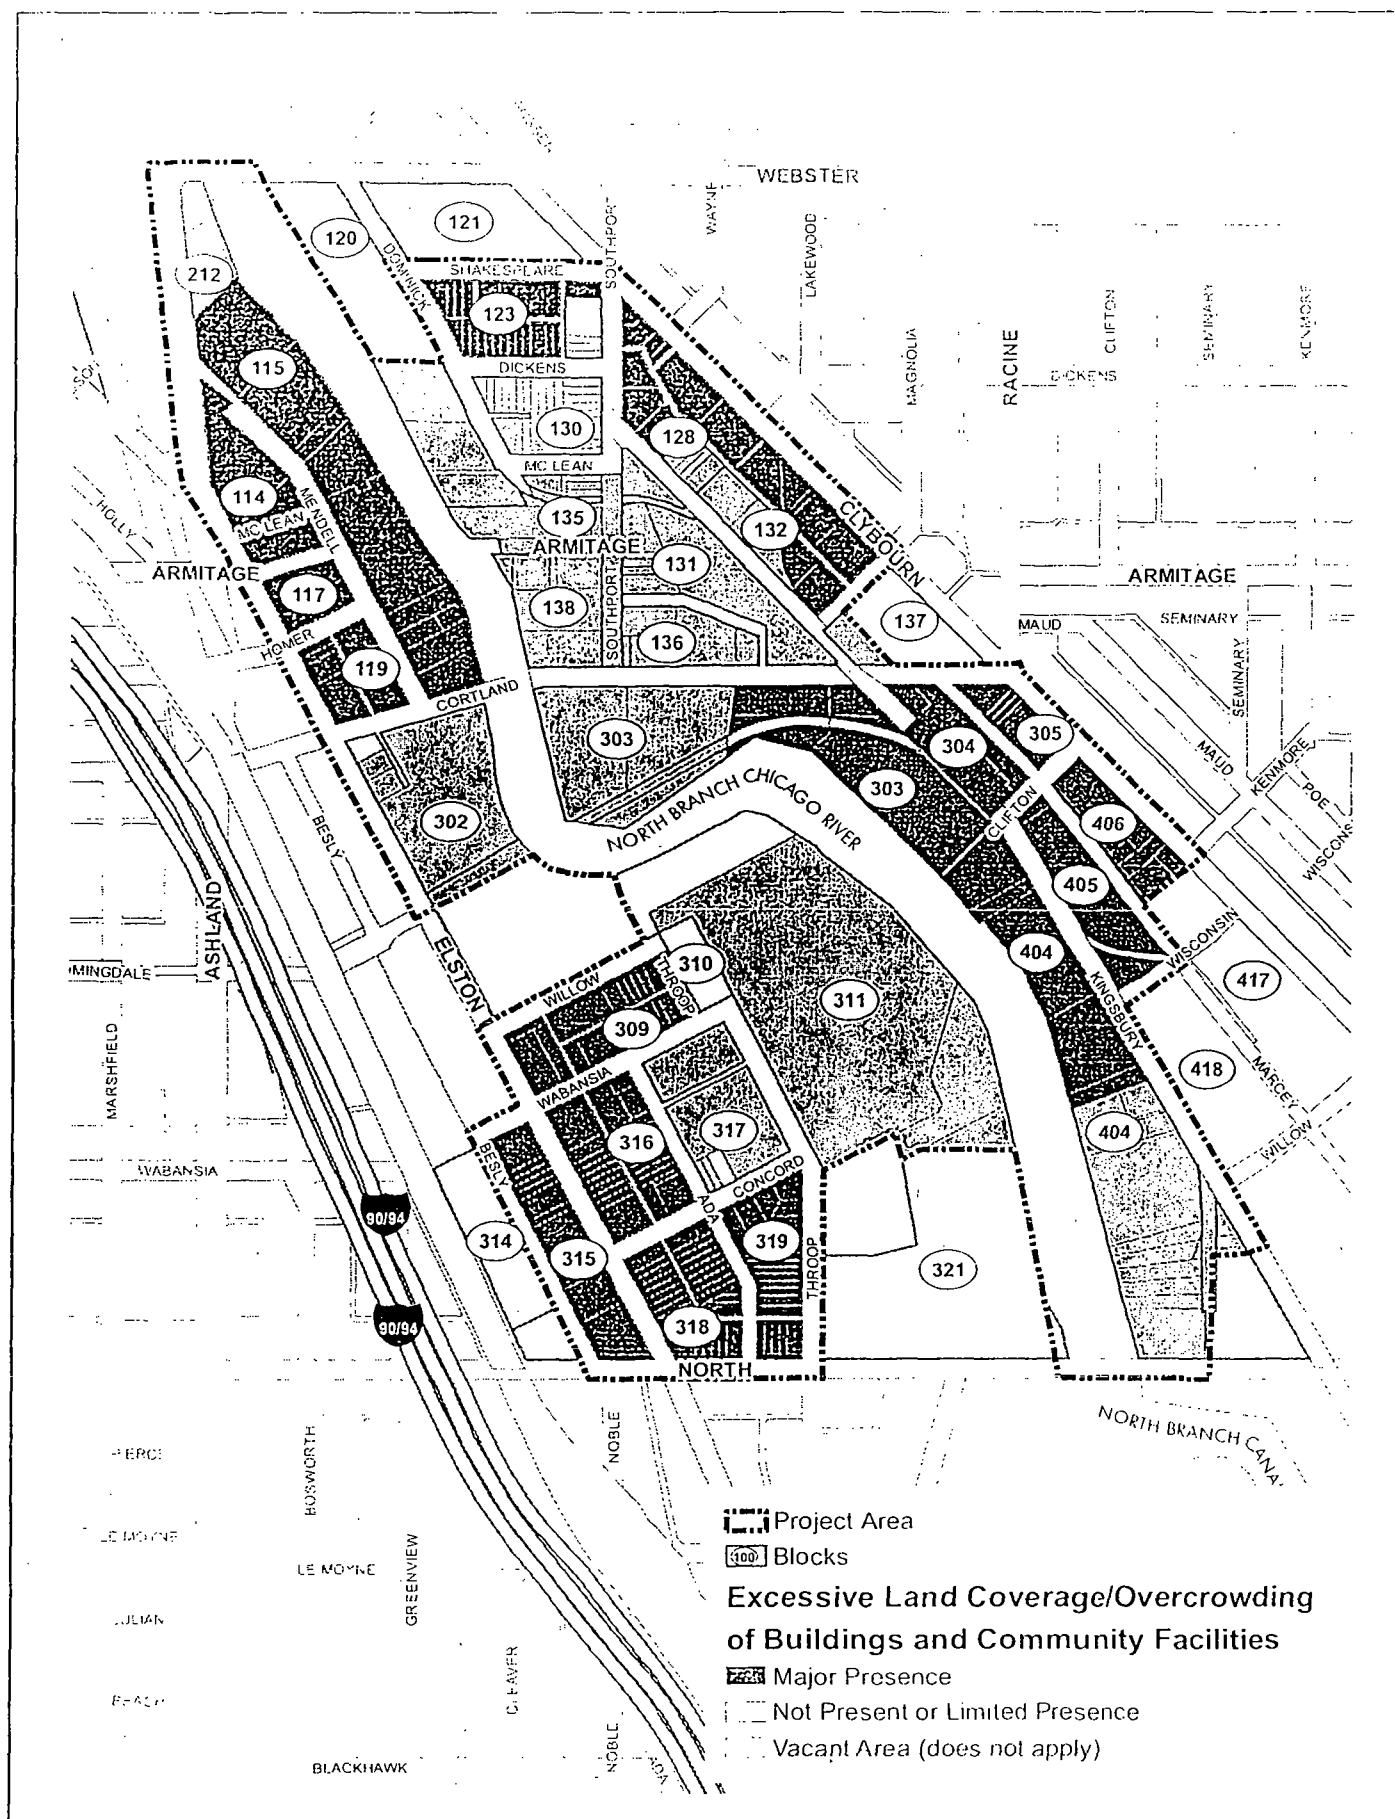 WEBSTER
SOUTHPORT
WAYNE
LAKEWOOD
121
120
DOMINICK
212
SHAKESPEARE
123
CLIFTON
SEMINARY
KENMORE
MAGNOLIA
RACINE
115
DICKENS
DICKENS
130
128
MC LEAN
114
MENDELL
MC LEAN
HOLLY
135
132
CLYBOURN
ARMITAGE
131
ARMITAGE
ARMITAGE
117
138
SOUTHPORT
136
137
MAUD
SEMINARY
SEMINARY
HOMER
119
CORTLAND
303
304
305
MAUD
KENMORE
POE
303
NORTH BRANCH CHICAGO RIVER
CLIFTON
302
406
BESLY
405
ASHLAND
ELSTON
WISCONSIN
310
404
417
WILLOW
THROOP
311
KINGSBURY
309
MARSHFIELD
WABANSIA
418
MARCEY
316
317
404
WILLOW
BESLY
WABANSIA
CONCORD
ADA
90/94
314
315
319
THROOP
321
90/94
318
NORTH
NORTH BRANCH CANA
NOBLE
BOSWORTH
LE MOYNE
LE MOYNE
GREENVIEW
NOBLE
BLACKHAWK
ADA
Project Area
100 Blocks
Excessive Land Coverage/Overcrowding
of Buildings and Community Facilities
Major Presence
Not Present or Limited Presence
Vacant Area (does not apply)